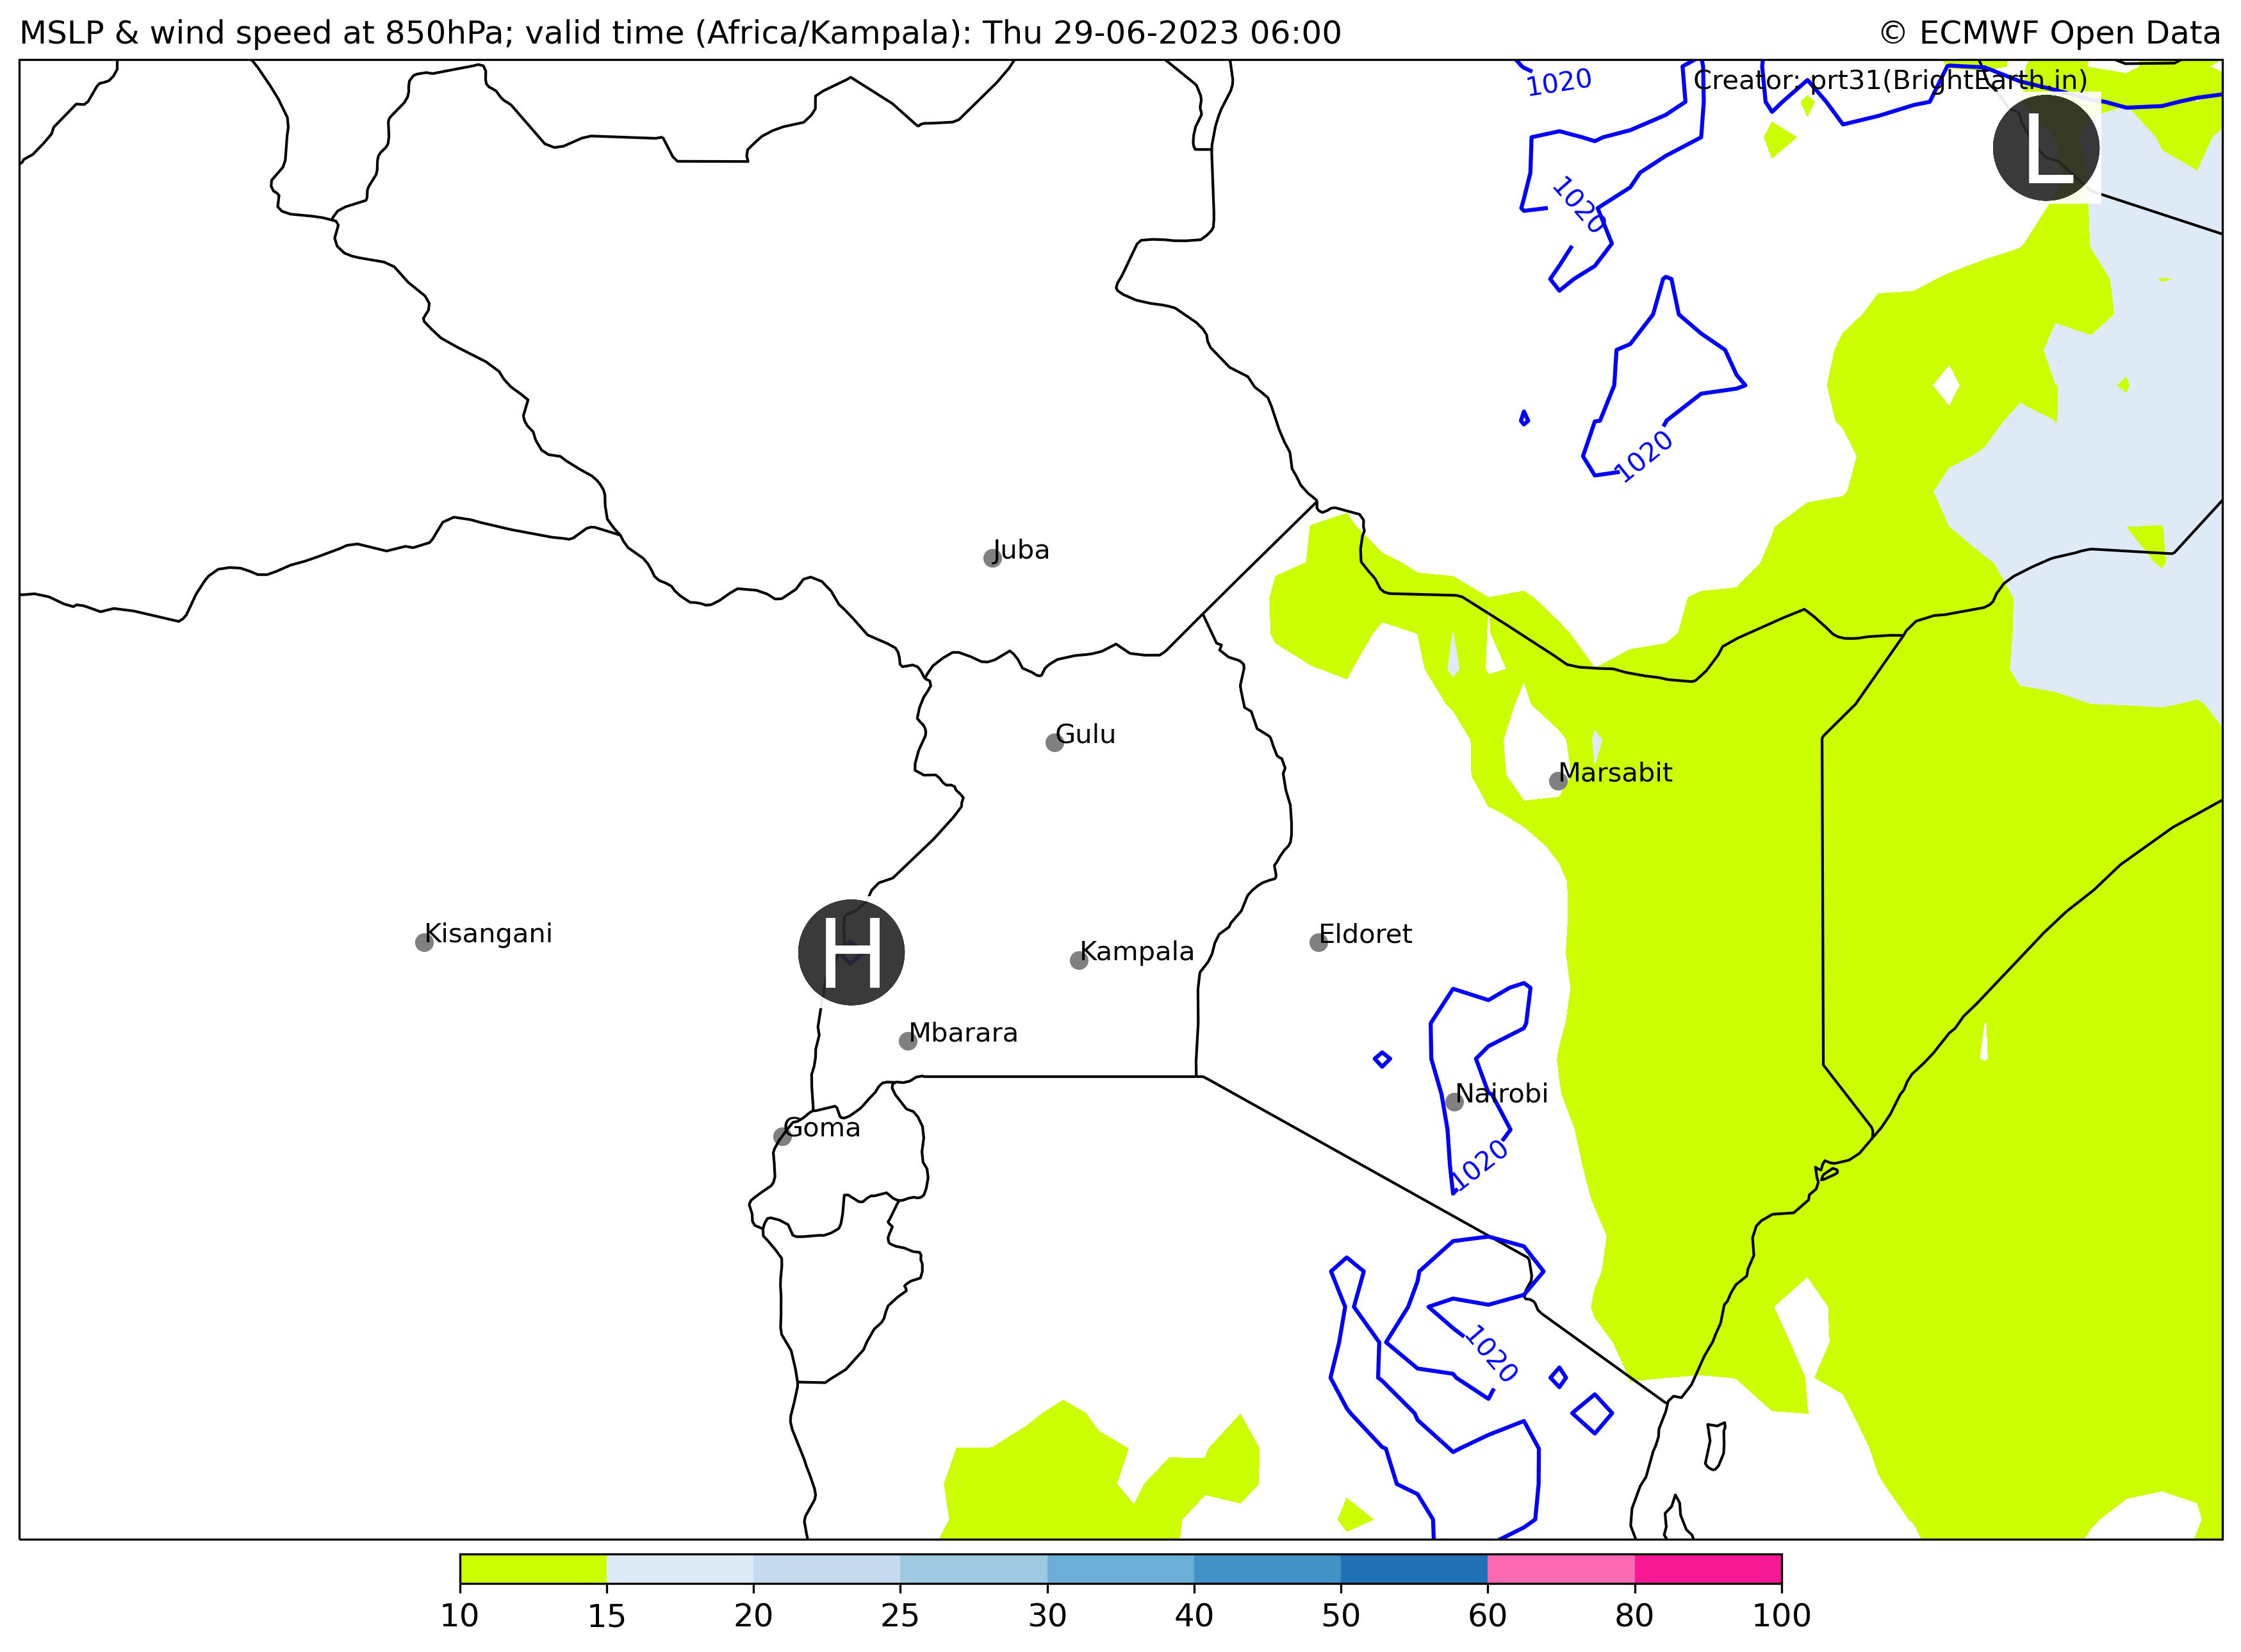 MSLP & wind speed at 850hPa; valid time (Africa/Kampala): Thu 29-06-2023 06:00
© ECMWF Open Data
Creator: prt31(BrightEarth.in)
1020
L
1020
1020
Juba
Gulu
Marsabit
Kisangani
H
Kampala
Eldoret
Mbarara
Nairobi
Goma
1020
1020
10 15 20 25 30 40 50 60 80 100